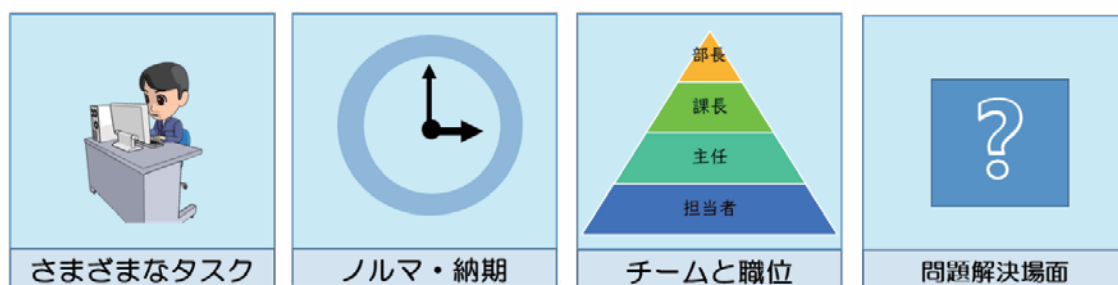 部長
課長
主任
担当者
?
さまざまなタスク
ノルマ・納期
チームと職位
問題解決場面